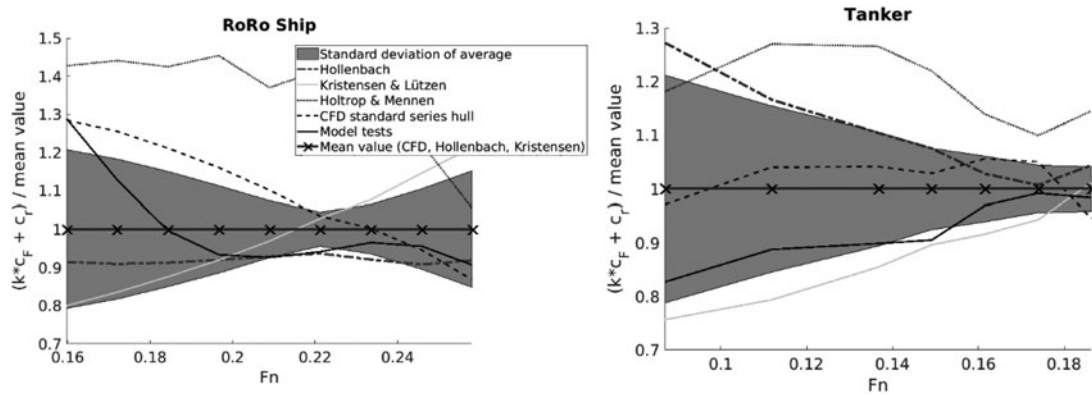 RoRo Ship
1.5
1.4
1.3
1.2
1.1
1
0.9
0.8
0.7
(k*c_F + c_r) / mean value
0.16
0.18
0.2
0.22
0.24
Fn
Standard deviation of average
Hollenbach
Kristensen & Lützen
Holtrop & Mennen
CFD standard series hull
Model tests
Mean value (CFD, Hollenbach, Kristensen)
Tanker
1.3
1.2
1.1
1
0.9
0.8
0.7
(k*c_F + c_r) / mean value
0.1
0.12
0.14
0.16
0.18
Fn